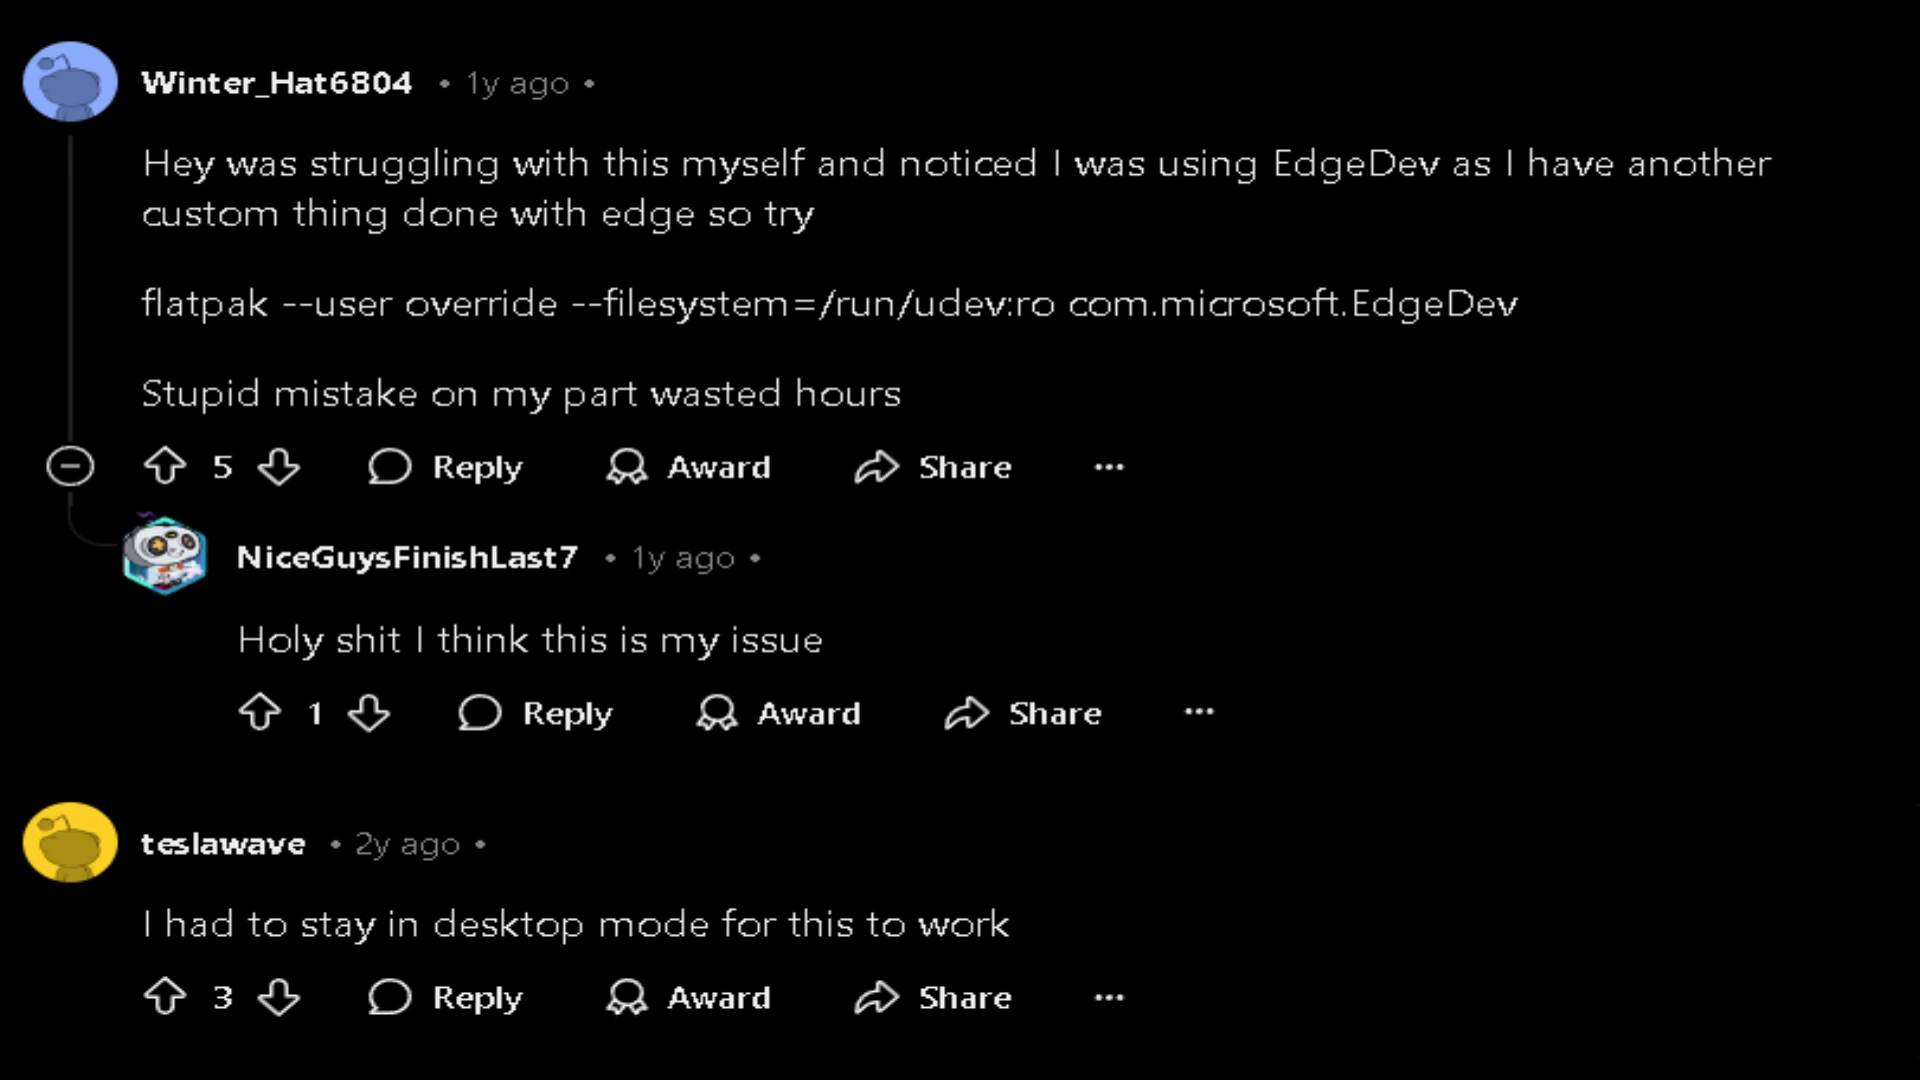 Winter_Hat6804 • 1y ago •
Hey was struggling with this myself and noticed I was using EdgeDev as I have another
custom thing done with edge so try
flatpak --user override --filesystem=/run/udev:ro com.microsoft.EdgeDev
Stupid mistake on my part wasted hours
5 Reply Award Share ...
NiceGuysFinishLast7 • 1y ago •
Holy shit I think this is my issue
1 Reply Award Share ...
teslawave • 2y ago •
I had to stay in desktop mode for this to work
3 Reply Award Share ...